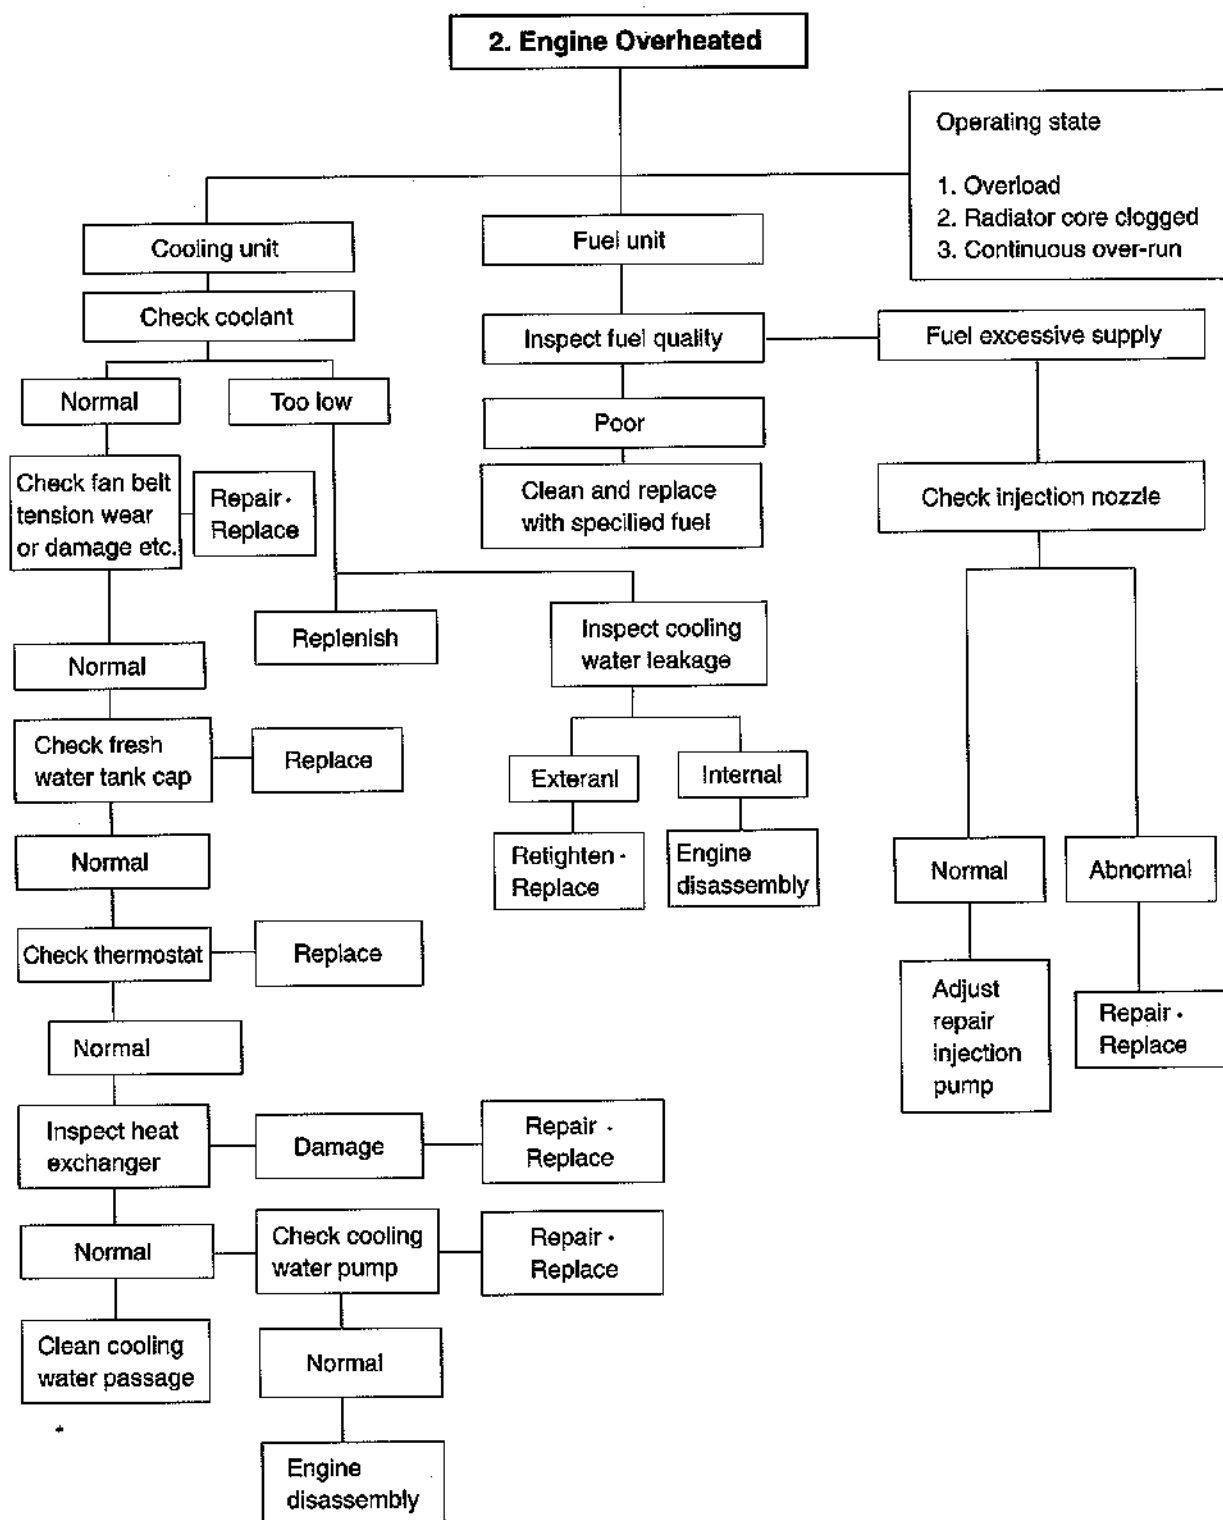 2. Engine Overheated
Operating state
1. Overload
2. Radiator core clogged
3. Continuous over-run
Cooling unit
Fuel unit
Check coolant
Inspect fuel quality
Fuel excessive supply
Normal
Too low
Poor
Check fan belt
tension wear
or damage etc.
Repair·
Replace
Clean and replace
with specilied fuel
Check injection nozzle
Replenish
Inspect cooling
water leakage
Normal
Check fresh
water tank cap
Replace
Exteranl
Internal
Normal
Retighten·
Replace
Engine
disassembly
Normal
Abnormal
Check thermostat
Replace
Adjust
repair
injection
pump
Repair·
Replace
Normal
Inspect heat
exchanger
Damage
Repair·
Replace
Normal
Check cooling
water pump
Repair·
Replace
Clean cooling
water passage
Normal
Engine
disassembly